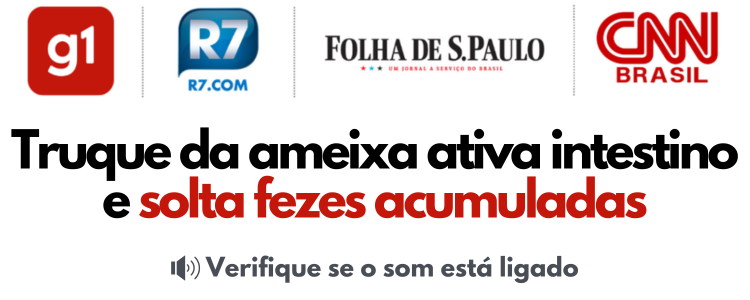 g1
R7
R7.COM
FOLHA DE S.PAULO
UM JORNAL A SERVIÇO DO BRASIL
CNN
BRASIL
Truque da ameixa ativa intestino
e solta fezes acumuladas
Verifique se o som está ligado